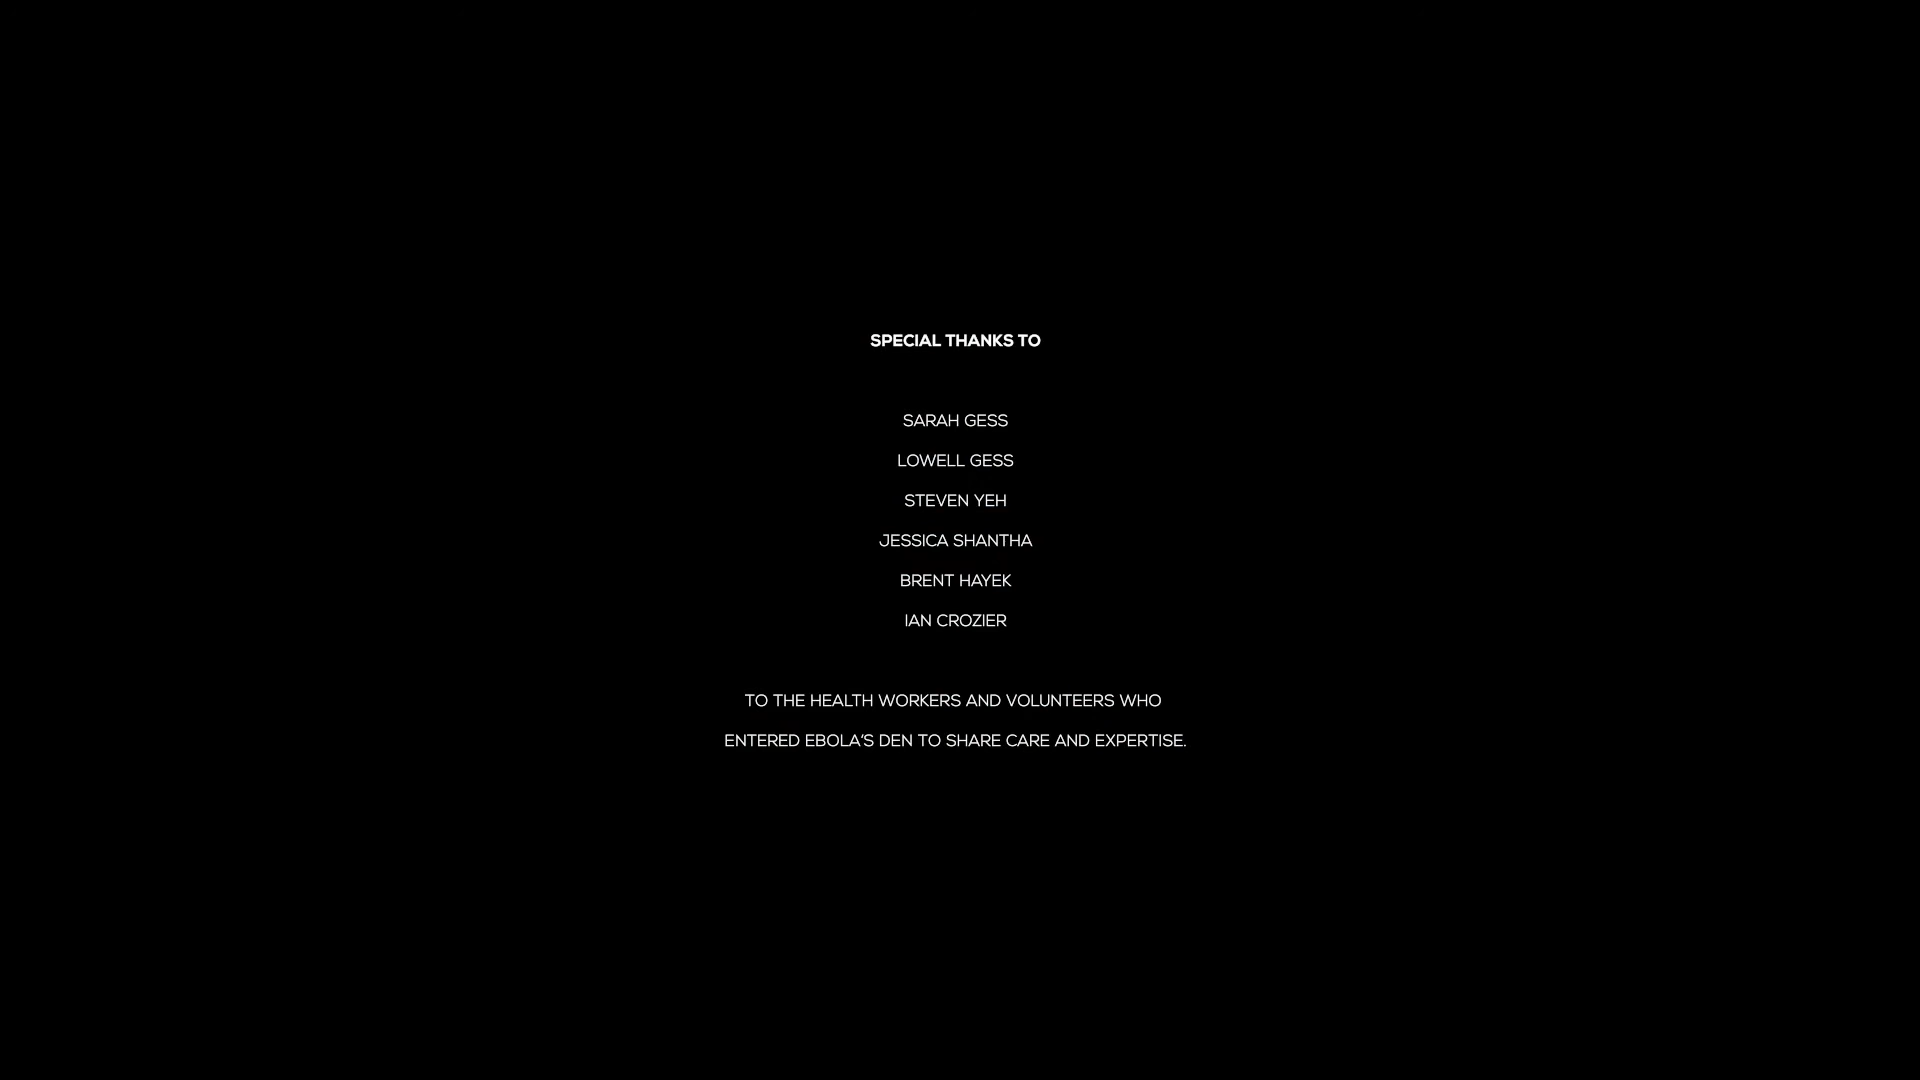 SPECIAL THANKS TO
SARAH GESS
LOWELL GESS
STEVEN YEH
JESSICA SHANTHA
BRENT HAYEK
IAN CROZIER
TO THE HEALTH WORKERS AND VOLUNTEERS WHO
ENTERED EBOLA’S DEN TO SHARE CARE AND EXPERTISE.